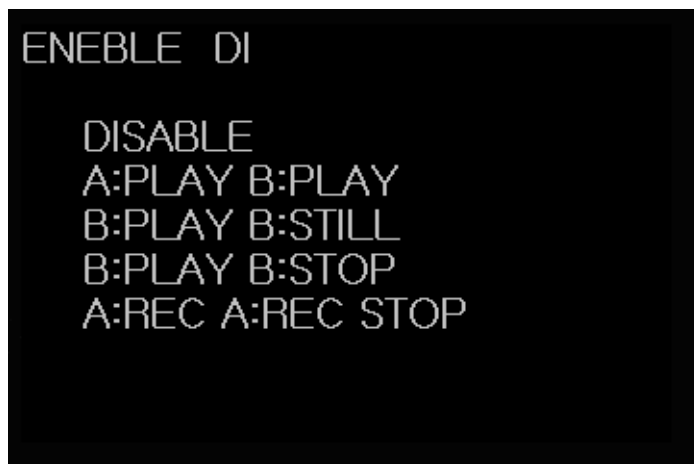 ENEBLE DI
DISABLE
A:PLAY B:PLAY
B:PLAY B:STILL
B:PLAY B:STOP
A:REC A:REC STOP